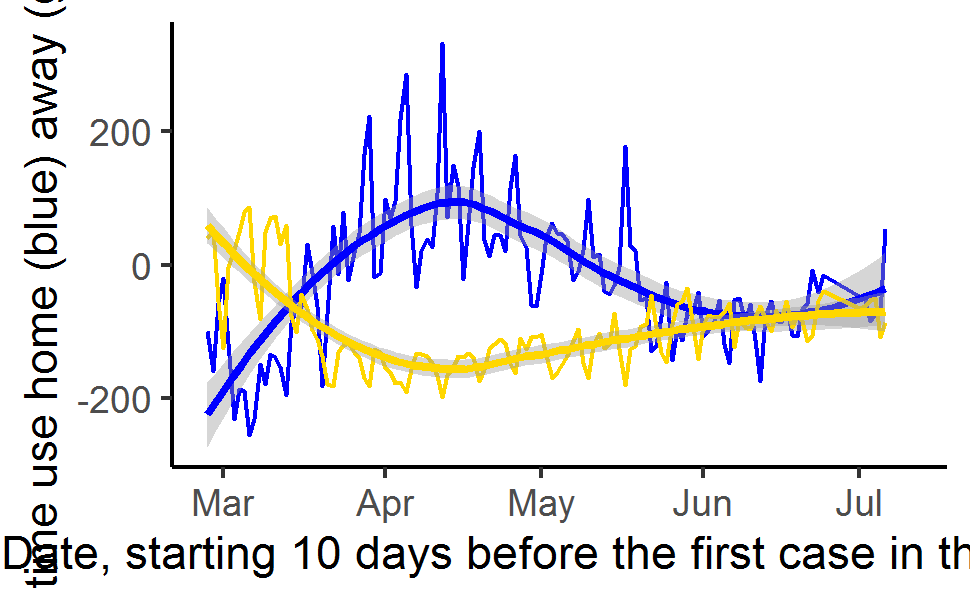 time use home (blue) away (
200
0
-200
Mar Apr May Jun Jul
Date, starting 10 days before the first case in th